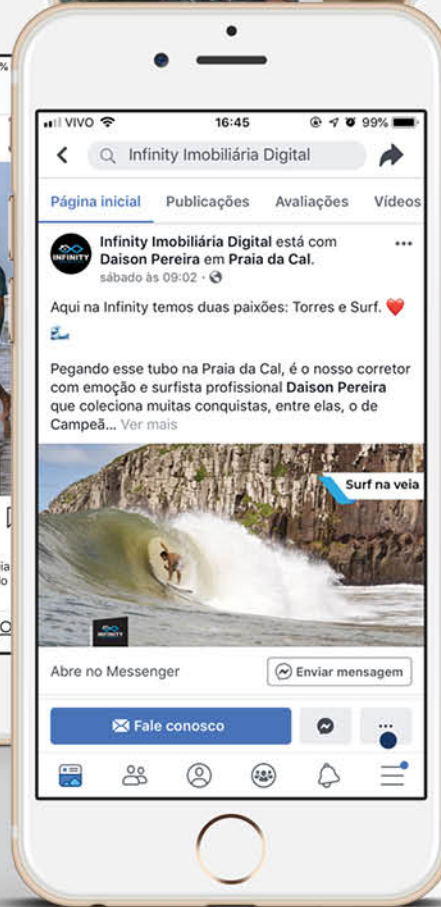 VIVO 16:45 99%
Infinity Imobiliária Digital
Página inicial Publicações Avaliações Vídeos
INFINITY
Infinity Imobiliária Digital está com
Daison Pereira em Praia da Cal.
sábado às 09:02
Aqui na Infinity temos duas paixões: Torres e Surf.
Pegando esse tubo na Praia da Cal, é o nosso corretor
com emoção e surfista profissional Daison Pereira
que coleciona muitas conquistas, entre elas, o de
Campeã... Ver mais
Surf na veia
INFINITY
Abre no Messenger Enviar mensagem
Fale conosco